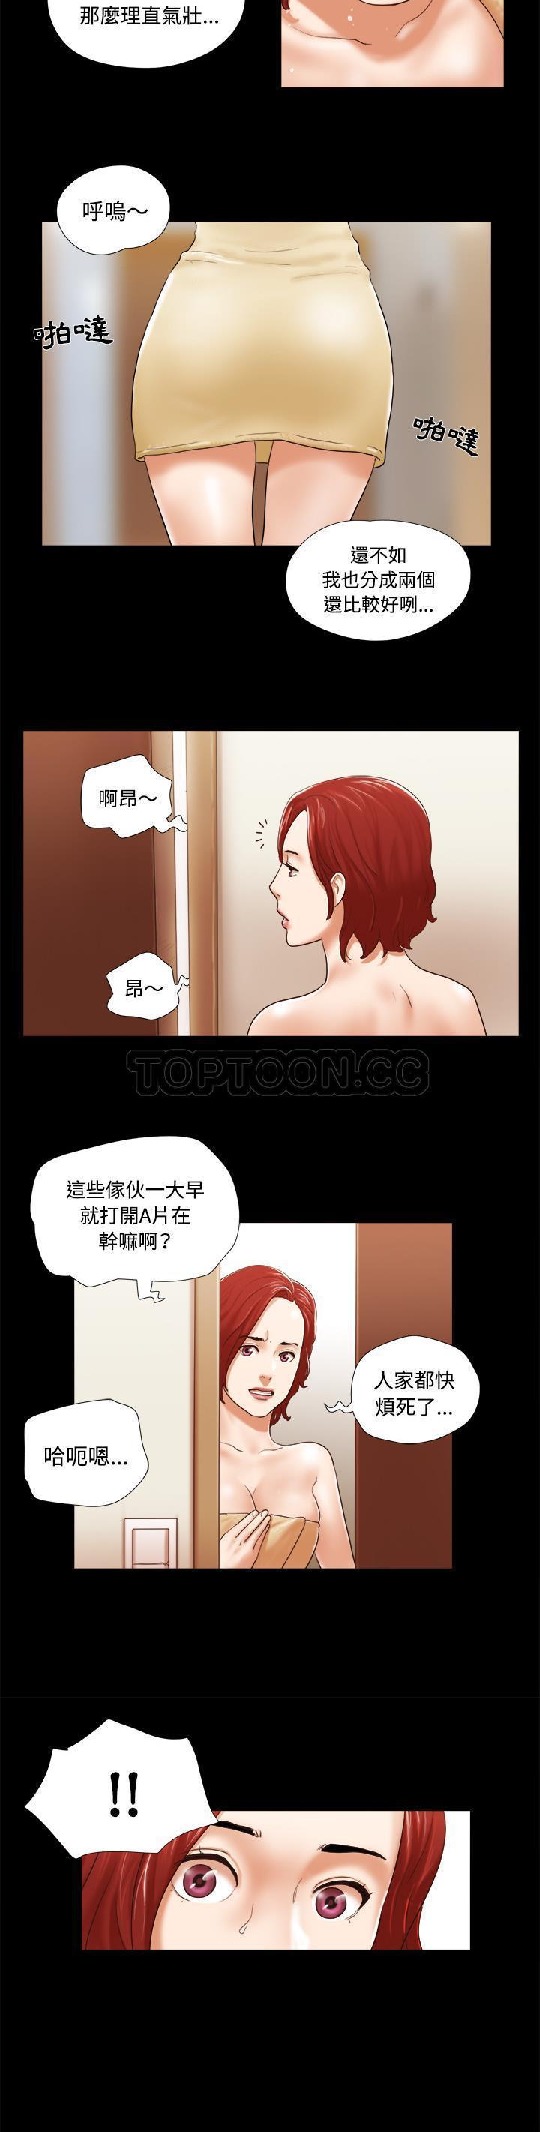 那麼理直氣壯...
呼嗚～
啪噠
啪噠
還不如
我也分成兩個
還比較好咧...
啊昂～
昂～
TOPTOON.CC
這些傢伙一大早
就打開A片在
幹嘛啊？
人家都快
煩死了...
哈呃嗯...
!!